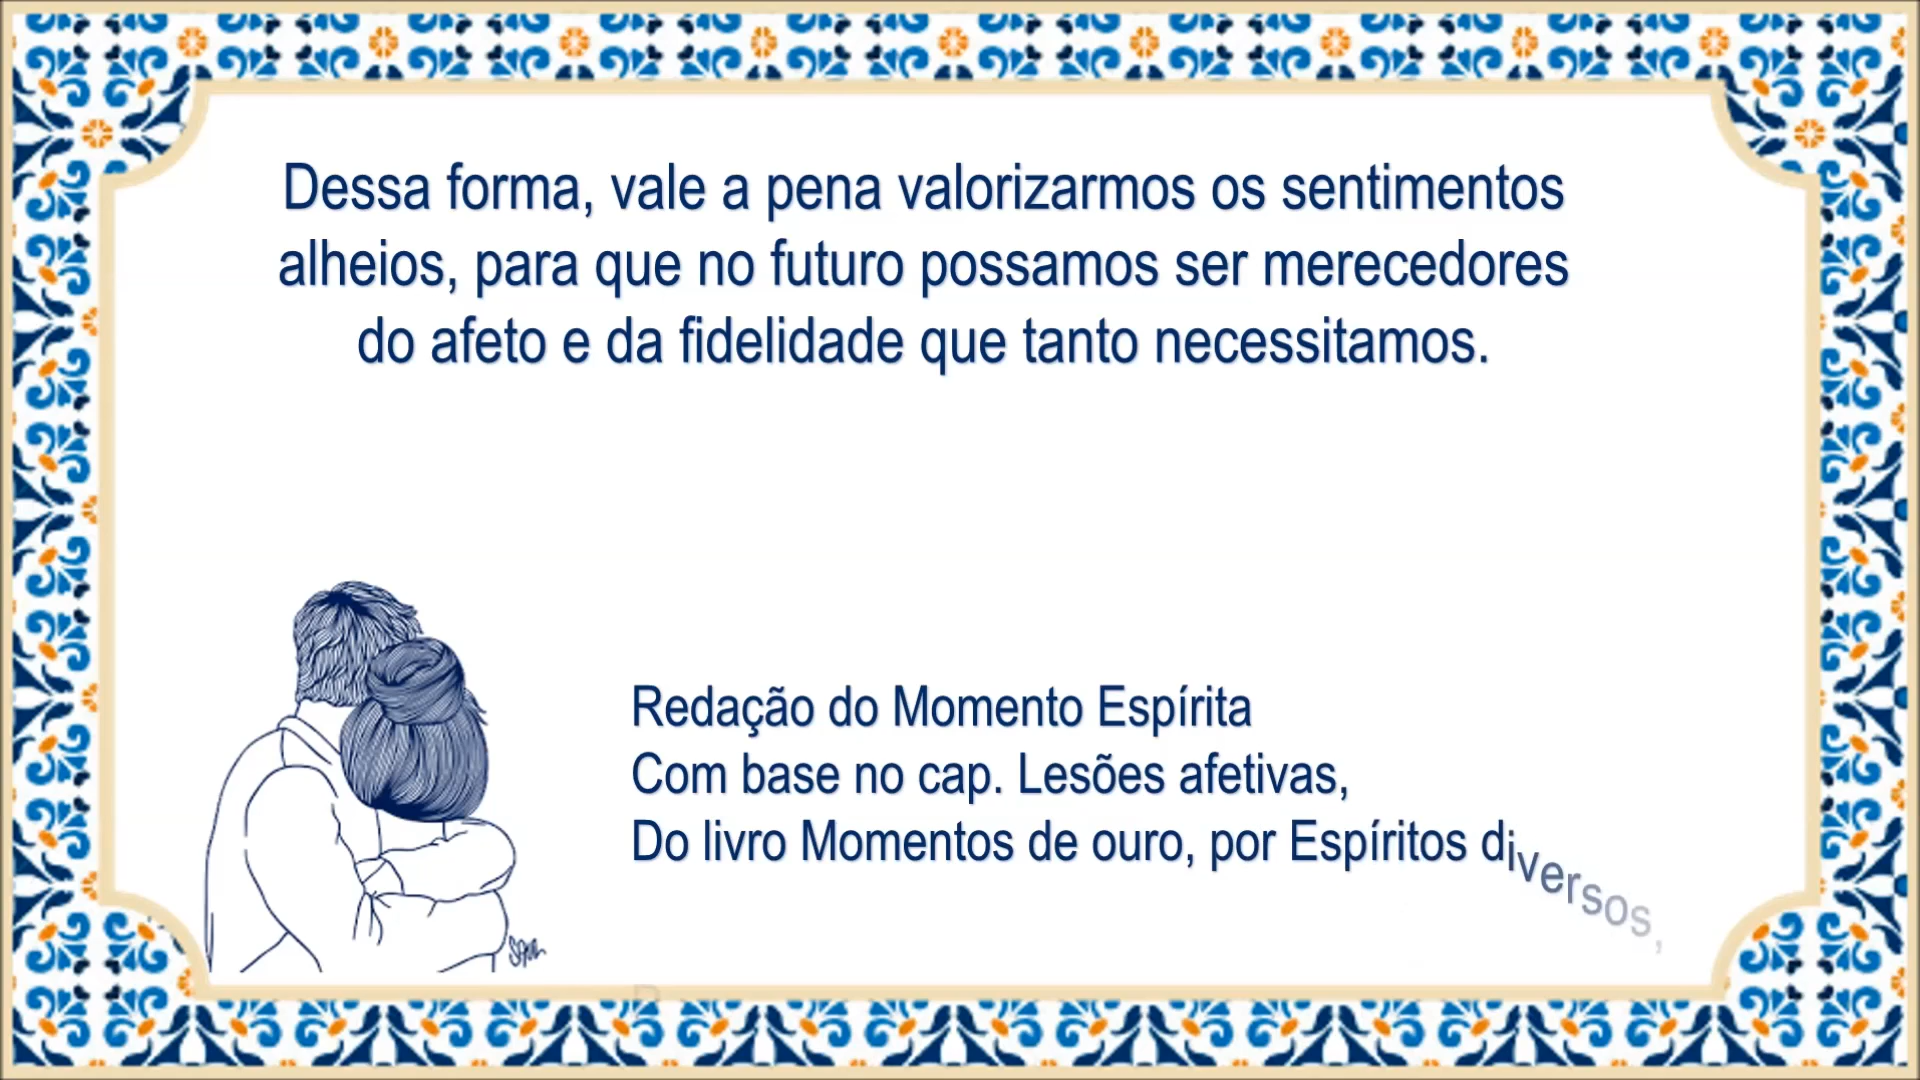 Dessa forma, vale a pena valorizarmos os sentimentos
alheios, para que no futuro possamos ser merecedores
do afeto e da fidelidade que tanto necessitamos.
Redação do Momento Espírita
Com base no cap. Lesões afetivas,
Do livro Momentos de ouro, por Espíritos diversos,